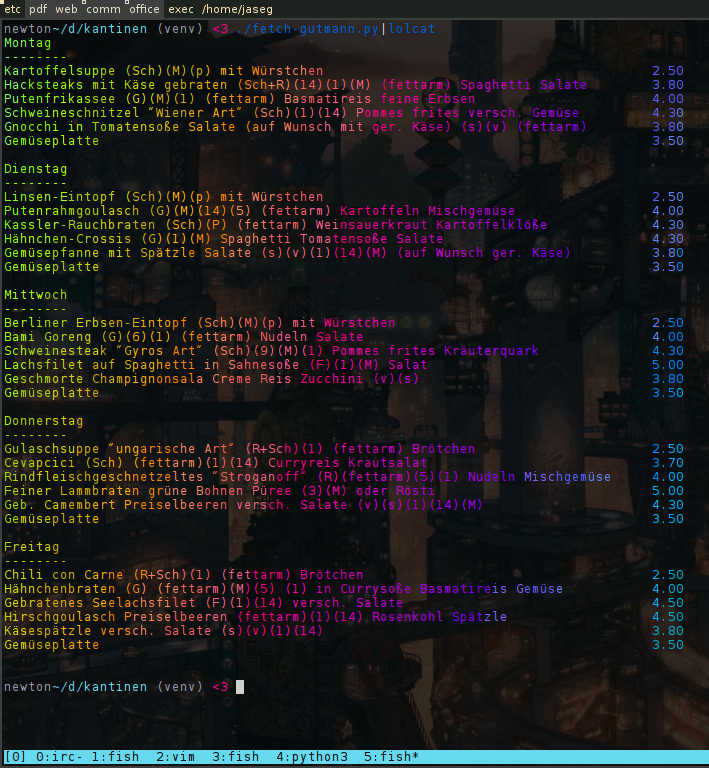 etc pdf web comm office exec /home/jaseg
newton~/d/kantinen (venv) <3 ./fetch-gutmann.py|lolcat
Montag
--------
Kartoffelsuppe (Sch)(M)(p) mit Würstchen 2.50
Hacksteaks mit Käse gebraten (Sch+R)(14)(1)(M) (fettarm) Spaghetti Salate 3.80
Putenfrikassee (G)(M)(1) (fettarm) Basmatireis feine Erbsen 4.00
Schweineschnitzel "Wiener Art" (Sch)(1)(14) Pommes frites versch. Gemüse 4.30
Gnocchi in Tomatensoße Salate (auf Wunsch mit ger. Käse) (s)(v) (fettarm) 3.80
Gemüseplatte 3.50
Dienstag
--------
Linsen-Eintopf (Sch)(M)(p) mit Würstchen 2.50
Putenrahmgoulasch (G)(M)(14)(5) (fettarm) Kartoffeln Mischgemüse 4.00
Kassler-Rauchbraten (Sch)(P) (fettarm) Weinsauerkraut Kartoffelklöße 4.30
Hähnchen-Crossis (G)(1)(M) Spaghetti Tomatensoße Salate 4.30
Gemüsepfanne mit Spätzle Salate (s)(v)(1)(14)(M) (auf Wunsch ger. Käse) 3.80
Gemüseplatte 3.50
Mittwoch
--------
Berliner Erbsen-Eintopf (Sch)(M)(p) mit Würstchen 2.50
Bami Goreng (G)(6)(1) (fettarm) Nudeln Salate 4.00
Schweinesteak "Gyros Art" (Sch)(9)(M)(1) Pommes frites Kräuterquark 4.30
Lachsfilet auf Spaghetti in Sahnesoße (F)(1)(M) Salat 5.00
Geschmorte Champignonsala Creme Reis Zucchini (v)(s) 3.80
Gemüseplatte 3.50
Donnerstag
--------
Gulaschsuppe "ungarische Art" (R+Sch)(1) (fettarm) Brötchen 2.50
Cevapcici (Sch) (fettarm)(1)(14) Curryreis Krautsalat 3.70
Rindfleischgeschnetzeltes "Stroganoff" (R)(fettarm)(5)(1) Nudeln Mischgemüse 4.00
Feiner Lammbraten grüne Bohnen Püree (3)(M) oder Rösti 5.00
Geb. Camembert Preiselbeeren versch. Salate (v)(s)(1)(14)(M) 4.30
Gemüseplatte 3.50
Freitag
--------
Chili con Carne (R+Sch)(1) (fettarm) Brötchen 2.50
Hähnchenbraten (G) (fettarm)(M)(5) (1) in Currysoße Basmatireis Gemüse 4.00
Gebratenes Seelachsfilet (F)(1)(14) versch. Salate 4.50
Hirschgoulasch Preiselbeeren (fettarm)(1)(14) Rosenkohl Spätzle 4.50
Käsespätzle versch. Salate (s)(v)(1)(14) 3.80
Gemüseplatte 3.50
newton~/d/kantinen (venv) <3
[0] 0:irc- 1:fish 2:vim 3:fish 4:python3 5:fish*